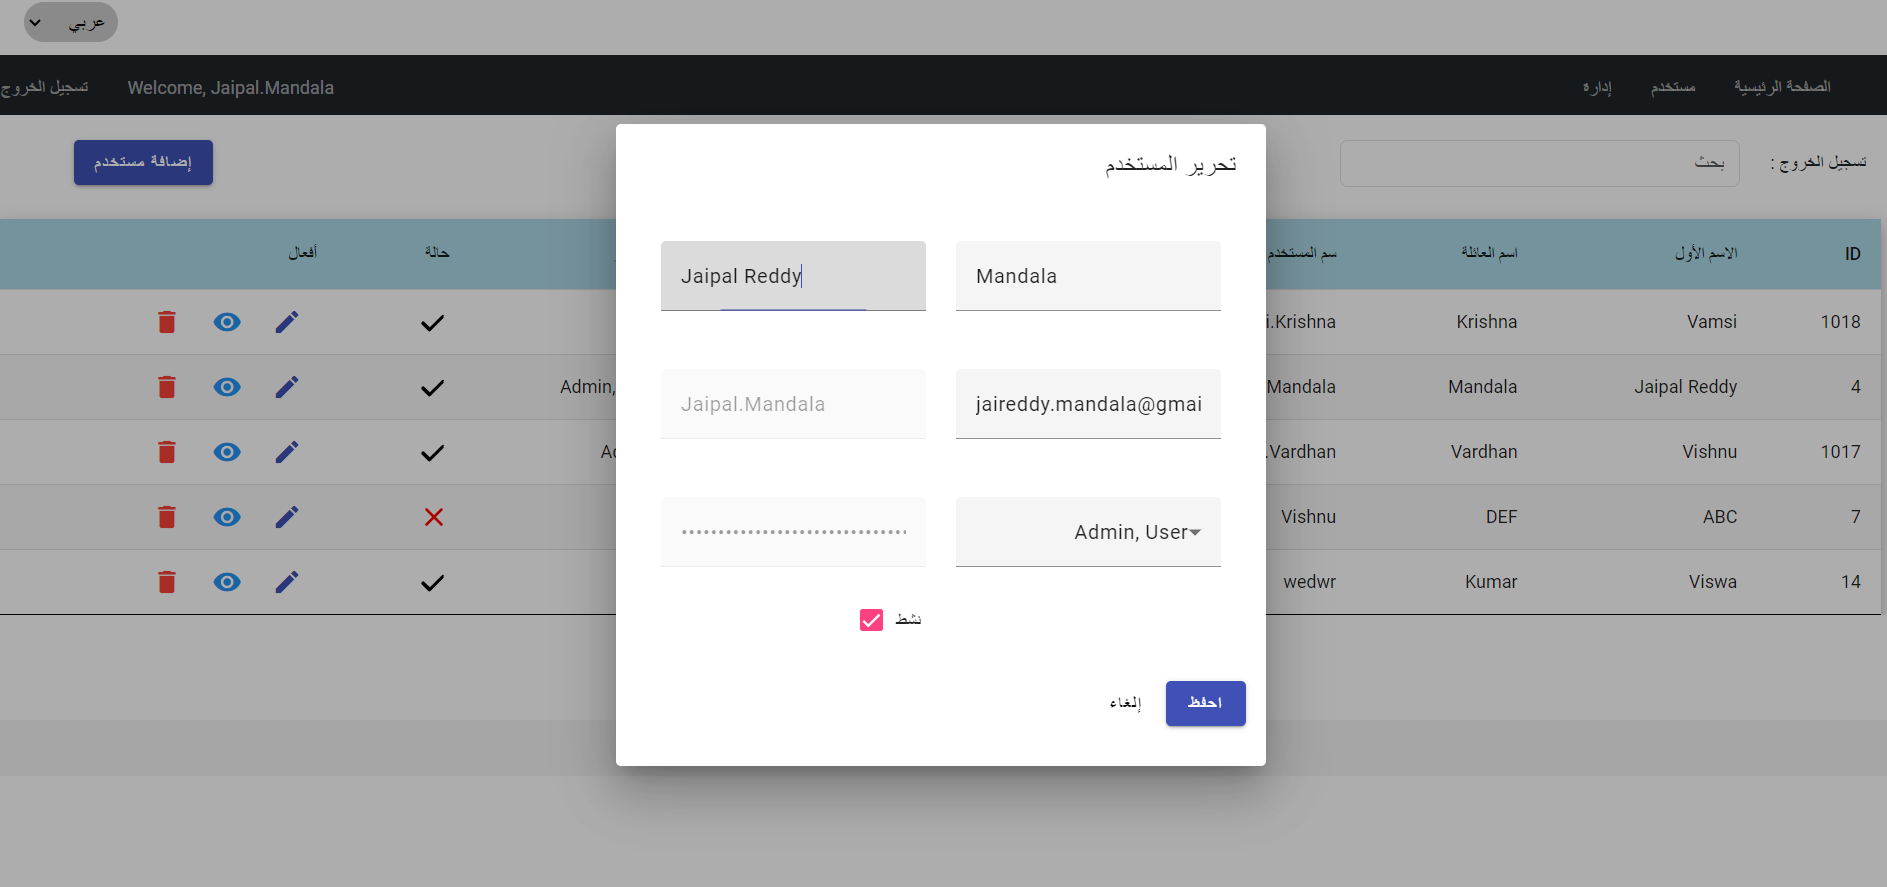 عربي
الصفحة الرئيسية مستخدم إدارة Welcome, Jaipal.Mandala تسجيل الخروج
تسجيل الخروج : بحث إضافة مستخدم
ID الاسم الأول اسم العائلة سم المستخدم حالة أفعال
1018 Vamsi Krishna i.Krishna
4 Jaipal Reddy Mandala Mandala Admin,
1017 Vishnu Vardhan .Vardhan
7 ABC DEF Vishnu
14 Viswa Kumar wedwr
تحرير المستخدم
Jaipal Reddy Mandala
Jaipal.Mandala jaireddy.mandala@gmai
Admin, User
نشط
احفظ إلغاء